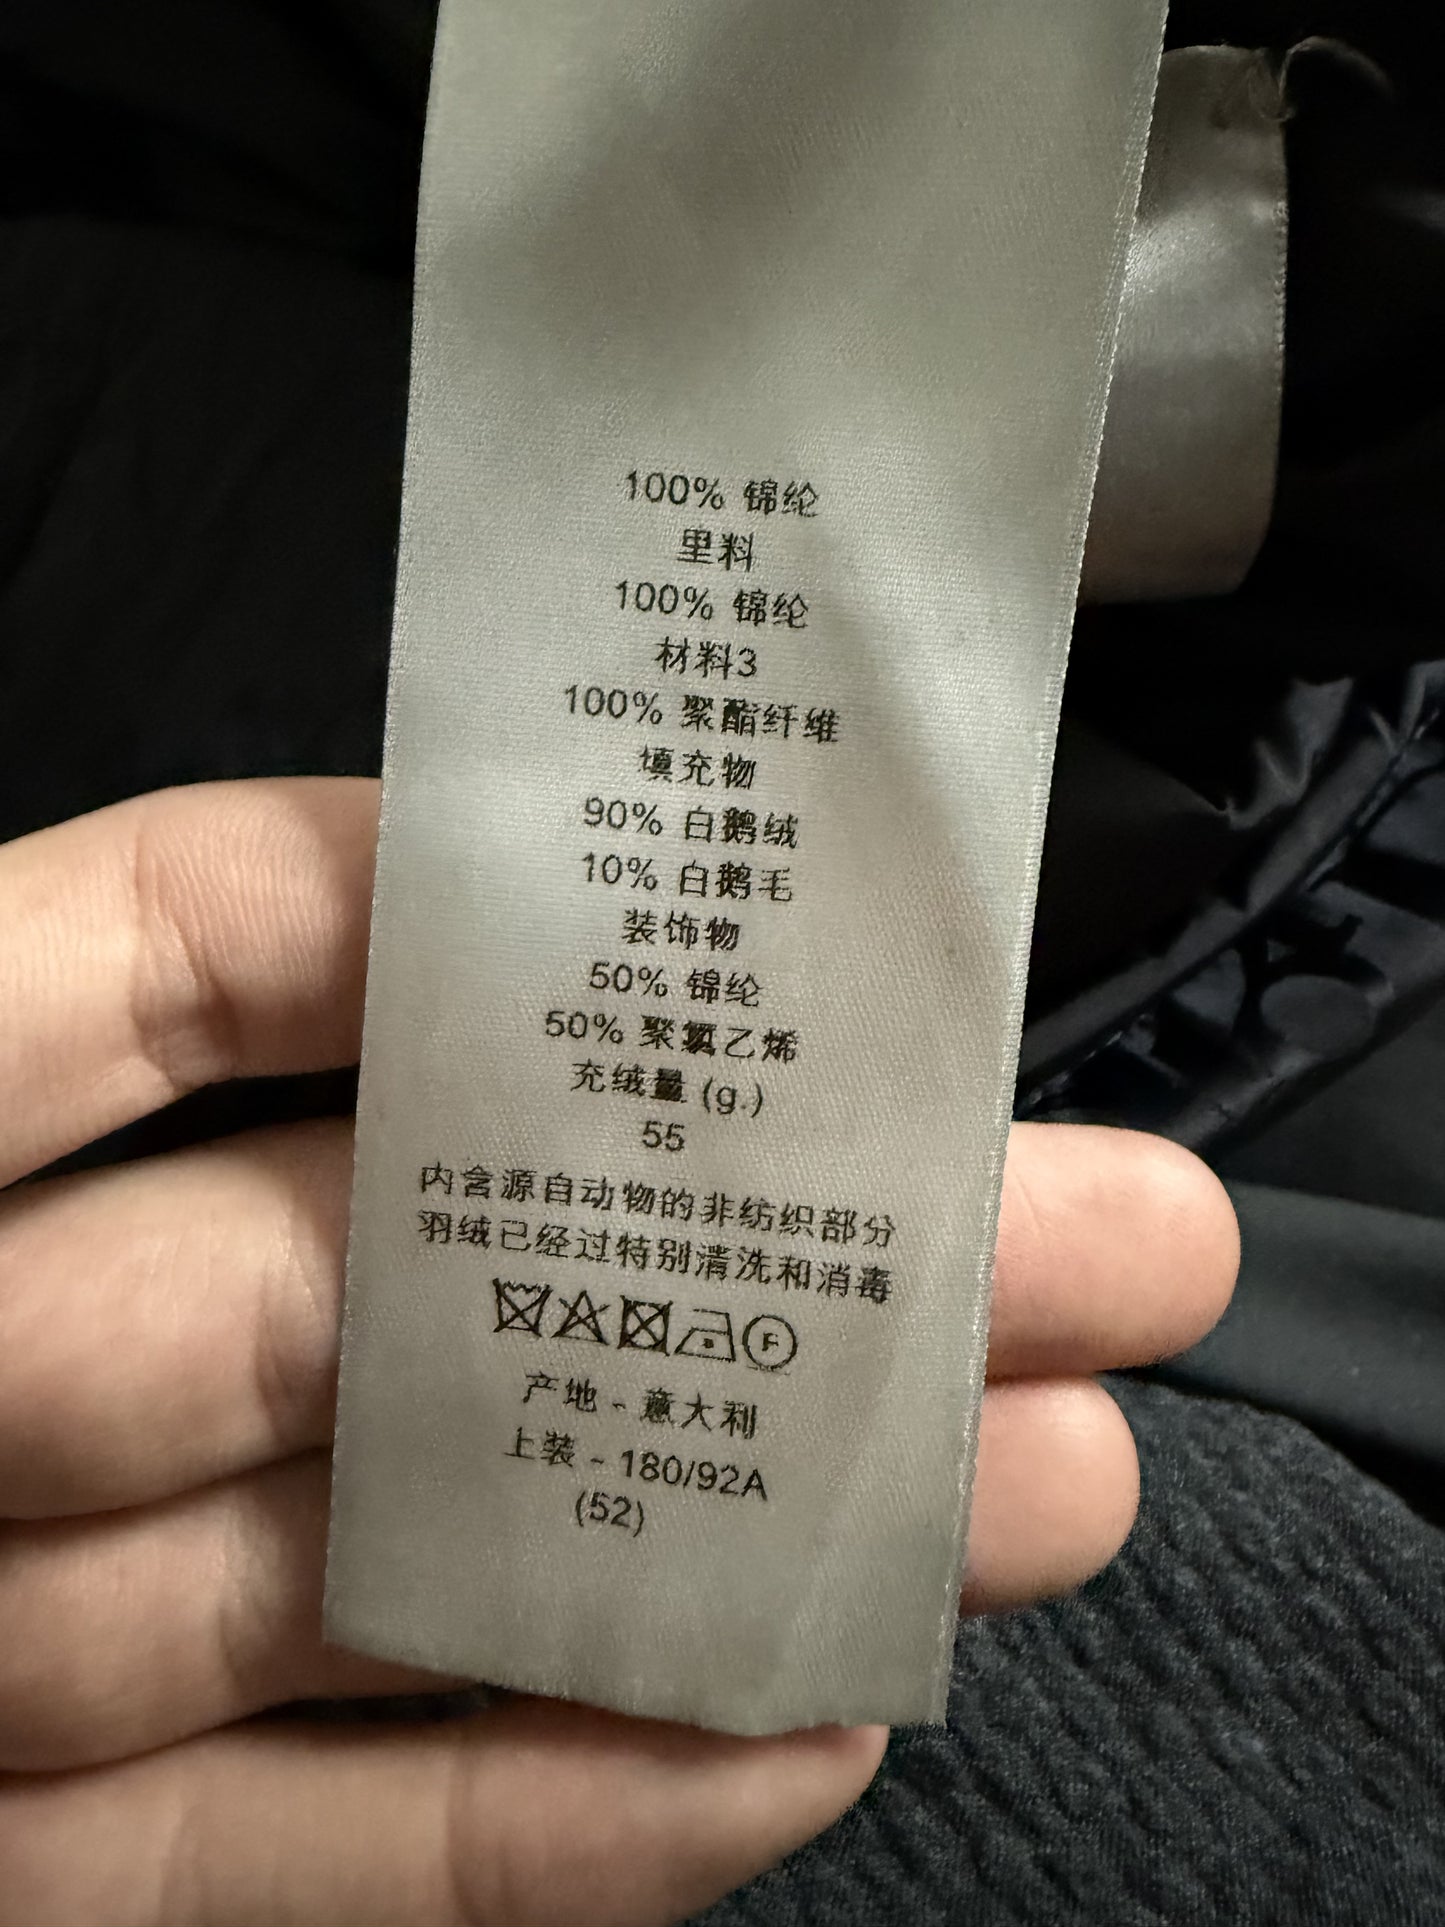 100% 锦纶
里料
100% 锦纶
材料3
100% 聚酯纤维
填充物
90% 白鹅绒
10% 白鹅毛
装饰物
50% 锦纶
50% 聚氯乙烯
充绒量 (g.)
55
内含源自动物的非纺织部分
羽绒已经过特别清洗和消毒
P
产地 - 意大利
上装 - 180/92A
(52)